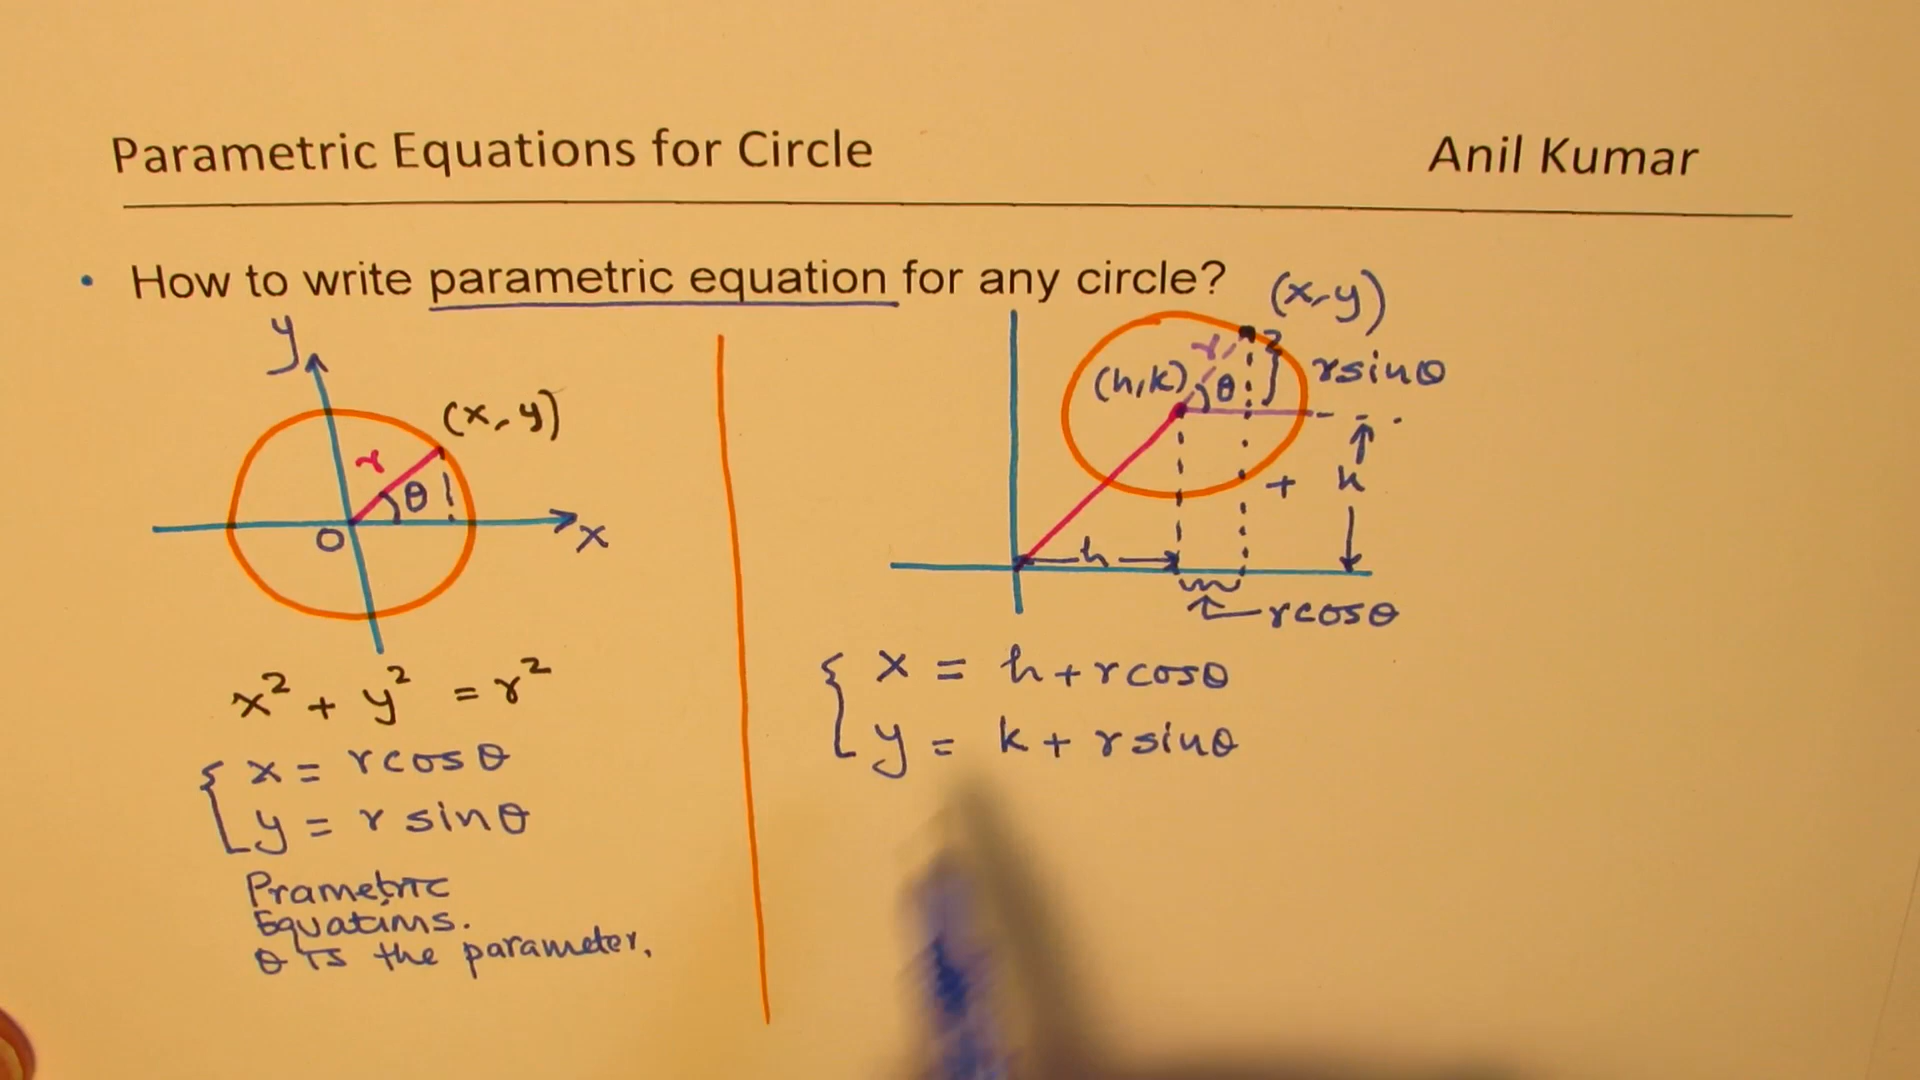 Parametric Equations for Circle
Anil Kumar
• How to write parametric equation for any circle?
y
(x, y)
r
θ
O
x
x² + y² = r²
x = r cos θ
y = r sin θ
Prametric
Equations.
θ is the parameter.
(x, y)
r
(h, k)
θ
r sin θ
+
k
h
r cos θ
x = h + r cos θ
y = k + r sin θ